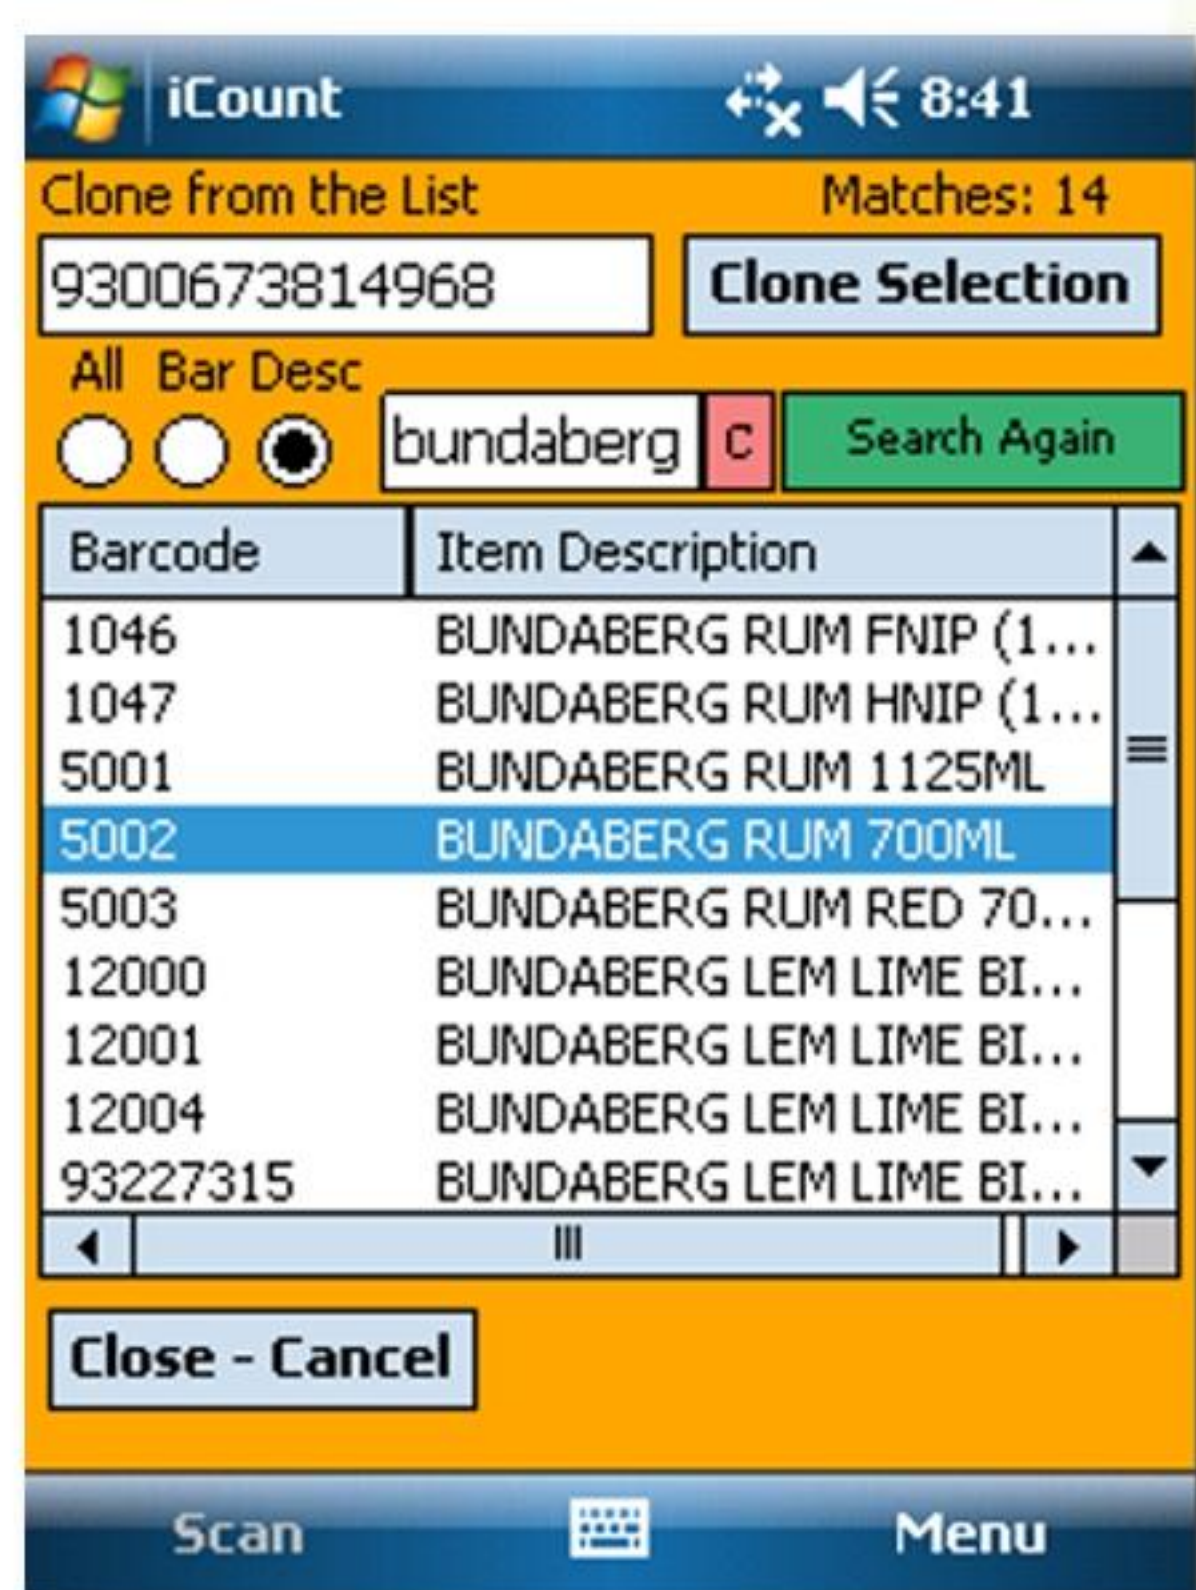 iCount 8:41
Clone from the List Matches: 14
9300673814968 Clone Selection
All Bar Desc
bundaberg C Search Again
Barcode Item Description
1046 BUNDABERG RUM FNIP (1...
1047 BUNDABERG RUM HNIP (1...
5001 BUNDABERG RUM 1125ML
5002 BUNDABERG RUM 700ML
5003 BUNDABERG RUM RED 70...
12000 BUNDABERG LEM LIME BI...
12001 BUNDABERG LEM LIME BI...
12004 BUNDABERG LEM LIME BI...
93227315 BUNDABERG LEM LIME BI...
Close - Cancel
Scan Menu